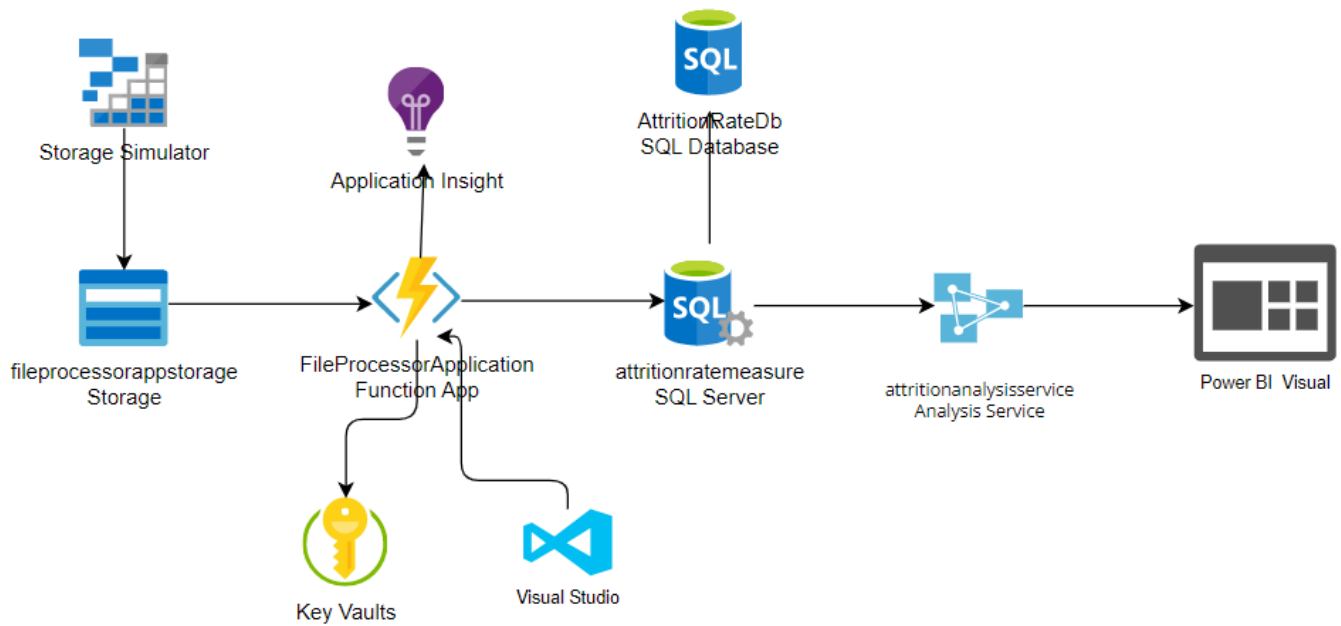 SQL
AttritionRateDb
SQL Database
Storage Simulator
Application Insight
SQL
fileprocessorappstorage
Storage
FileProcessorApplication
Function App
attritionratemeasure
SQL Server
attritionanalysisservice
Analysis Service
Power BI  Visual
Key Vaults
Visual Studio